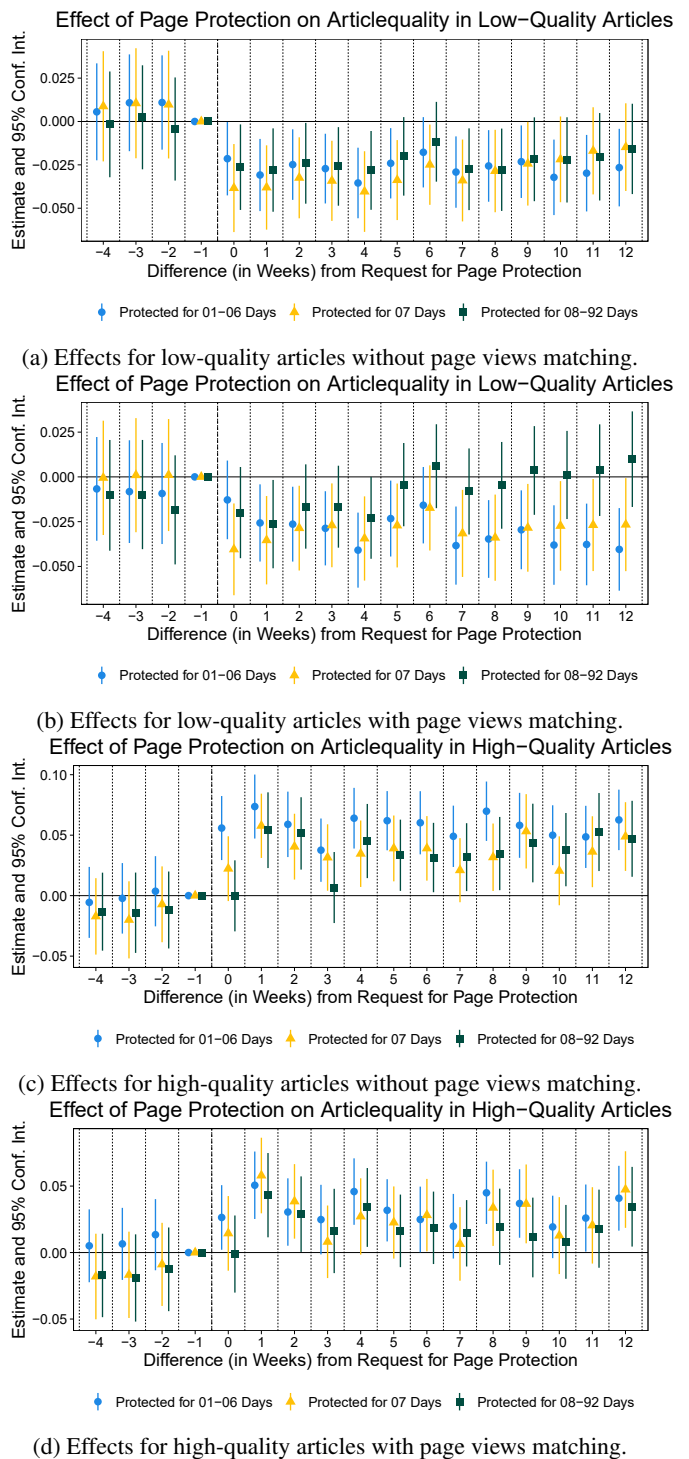 Effect of Page Protection on Articlequality in Low−Quality Articles
Estimate and 95% Conf. Int.
0.025
0.000
−0.025
−0.050
−4 −3 −2 −1 0 1 2 3 4 5 6 7 8 9 10 11 12
Difference (in Weeks) from Request for Page Protection
Protected for 01−06 Days Protected for 07 Days Protected for 08−92 Days
(a) Effects for low-quality articles without page views matching.
Effect of Page Protection on Articlequality in Low−Quality Articles
Estimate and 95% Conf. Int.
0.025
0.000
−0.025
−0.050
−4 −3 −2 −1 0 1 2 3 4 5 6 7 8 9 10 11 12
Difference (in Weeks) from Request for Page Protection
Protected for 01−06 Days Protected for 07 Days Protected for 08−92 Days
(b) Effects for low-quality articles with page views matching.
Effect of Page Protection on Articlequality in High−Quality Articles
Estimate and 95% Conf. Int.
0.10
0.05
0.00
−0.05
−4 −3 −2 −1 0 1 2 3 4 5 6 7 8 9 10 11 12
Difference (in Weeks) from Request for Page Protection
Protected for 01−06 Days Protected for 07 Days Protected for 08−92 Days
(c) Effects for high-quality articles without page views matching.
Effect of Page Protection on Articlequality in High−Quality Articles
Estimate and 95% Conf. Int.
0.05
0.00
−0.05
−4 −3 −2 −1 0 1 2 3 4 5 6 7 8 9 10 11 12
Difference (in Weeks) from Request for Page Protection
Protected for 01−06 Days Protected for 07 Days Protected for 08−92 Days
(d) Effects for high-quality articles with page views matching.